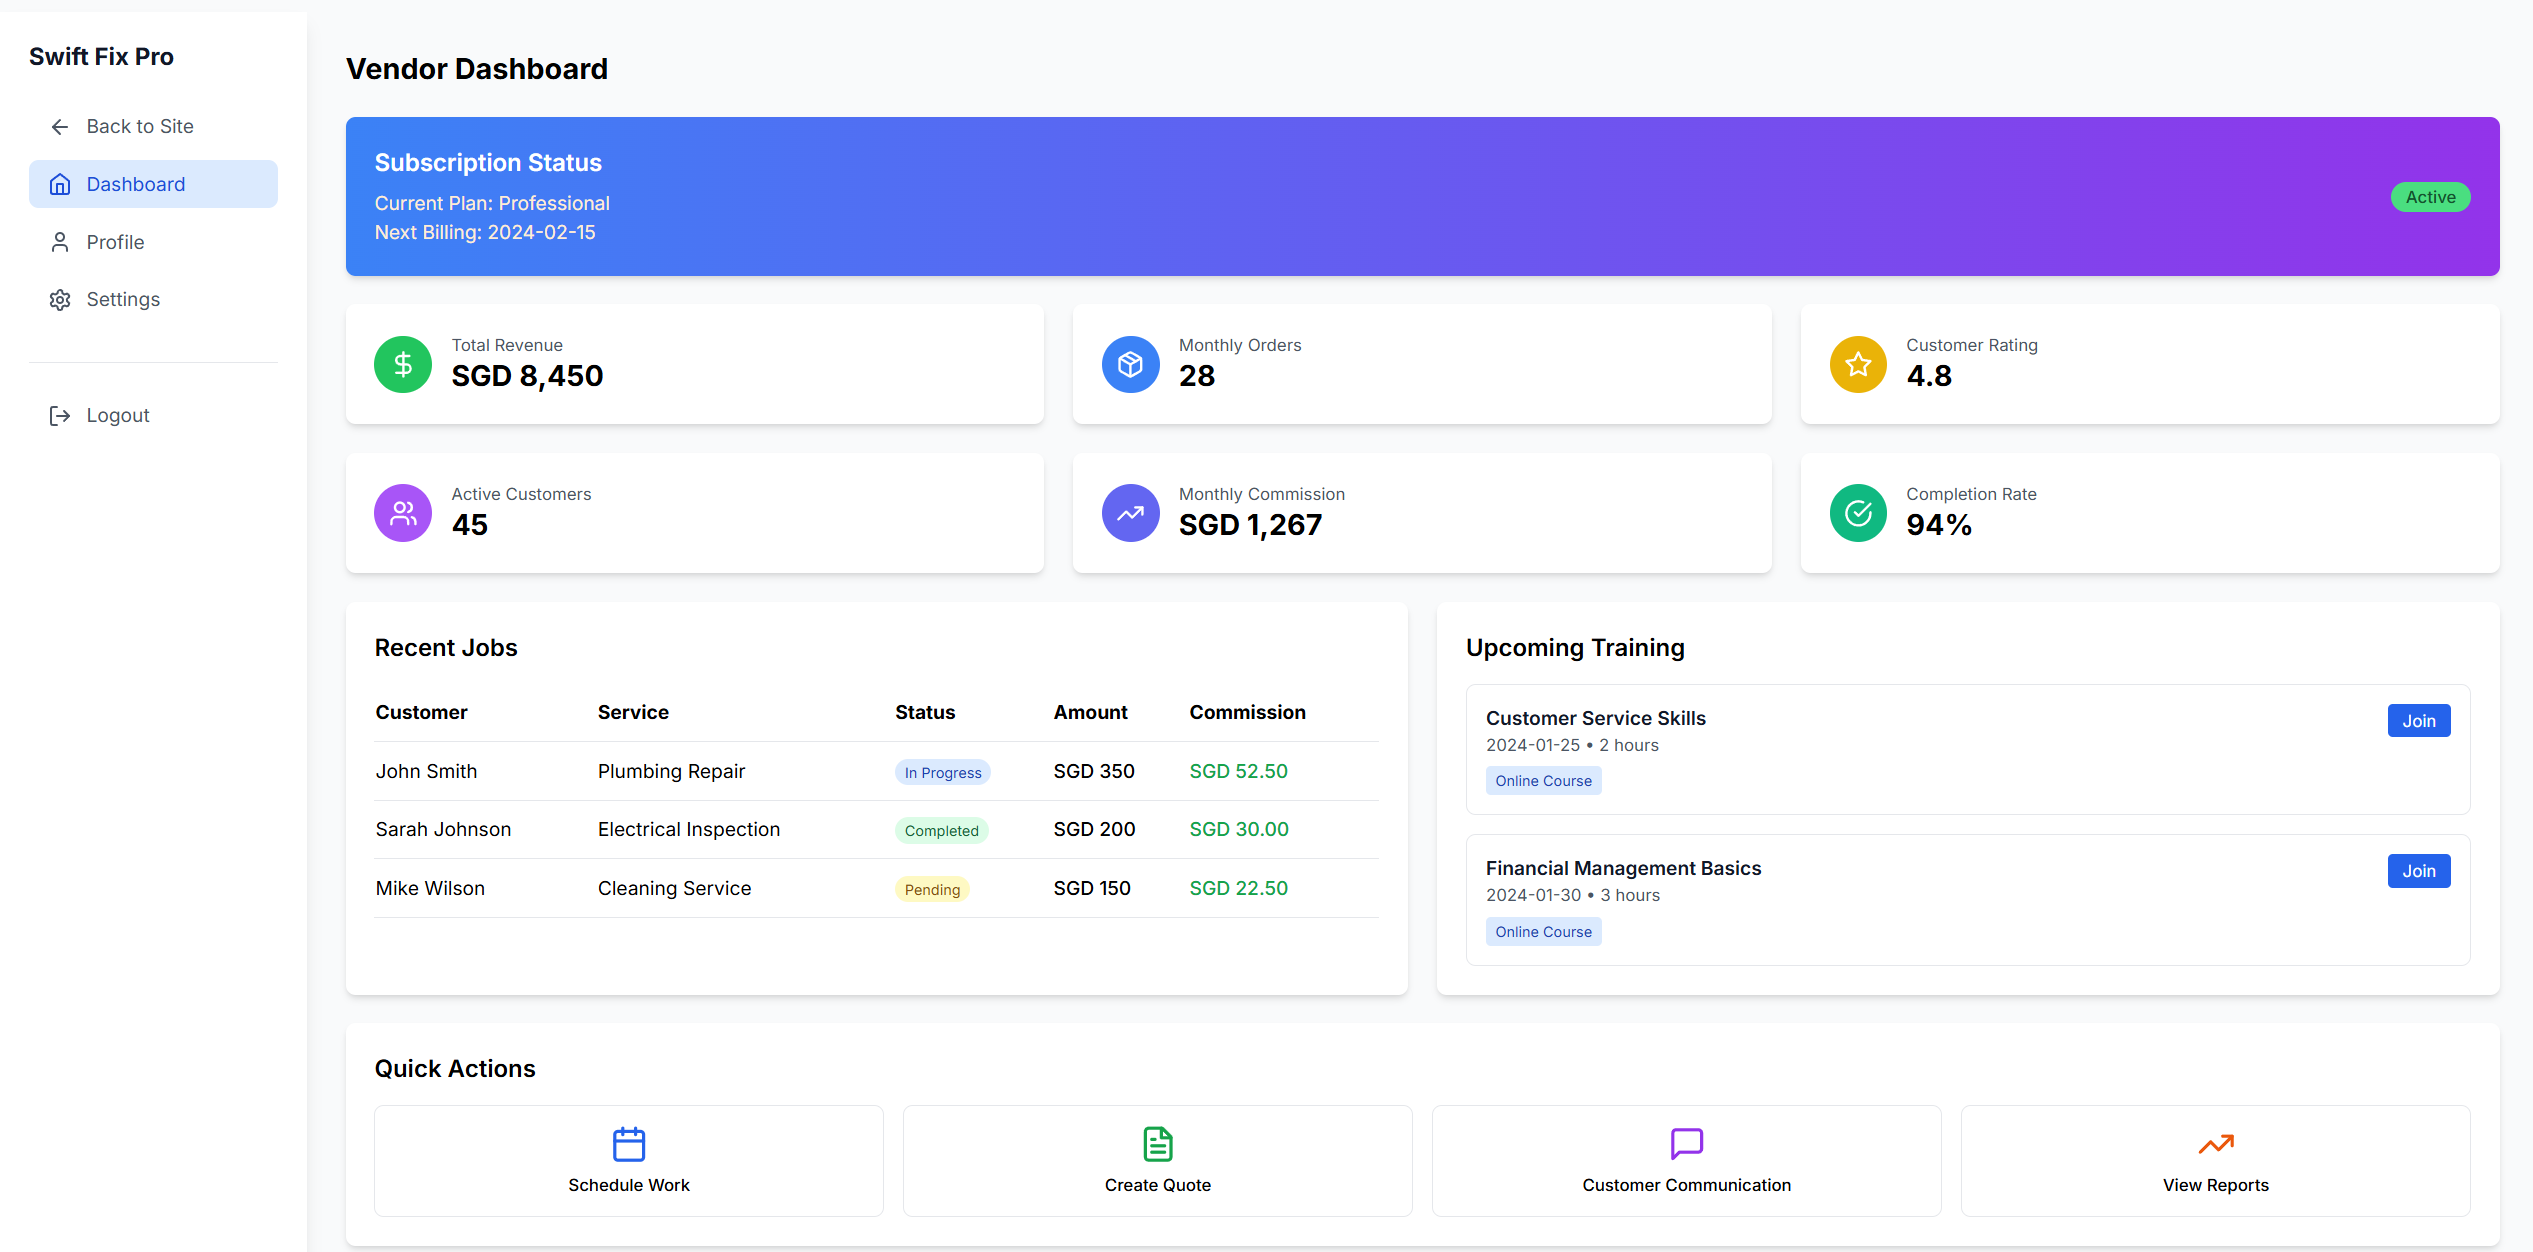 Swift Fix Pro
Back to Site
Dashboard
Profile
Settings
Logout
Vendor Dashboard
Subscription Status
Current Plan: Professional
Next Billing: 2024-02-15
Active
Total Revenue
SGD 8,450
Monthly Orders
28
Customer Rating
4.8
Active Customers
45
Monthly Commission
SGD 1,267
Completion Rate
94%
Recent Jobs
Customer Service Status Amount Commission
John Smith Plumbing Repair In Progress SGD 350 SGD 52.50
Sarah Johnson Electrical Inspection Completed SGD 200 SGD 30.00
Mike Wilson Cleaning Service Pending SGD 150 SGD 22.50
Upcoming Training
Customer Service Skills
2024-01-25 • 2 hours
Online Course
Join
Financial Management Basics
2024-01-30 • 3 hours
Online Course
Join
Quick Actions
Schedule Work
Create Quote
Customer Communication
View Reports